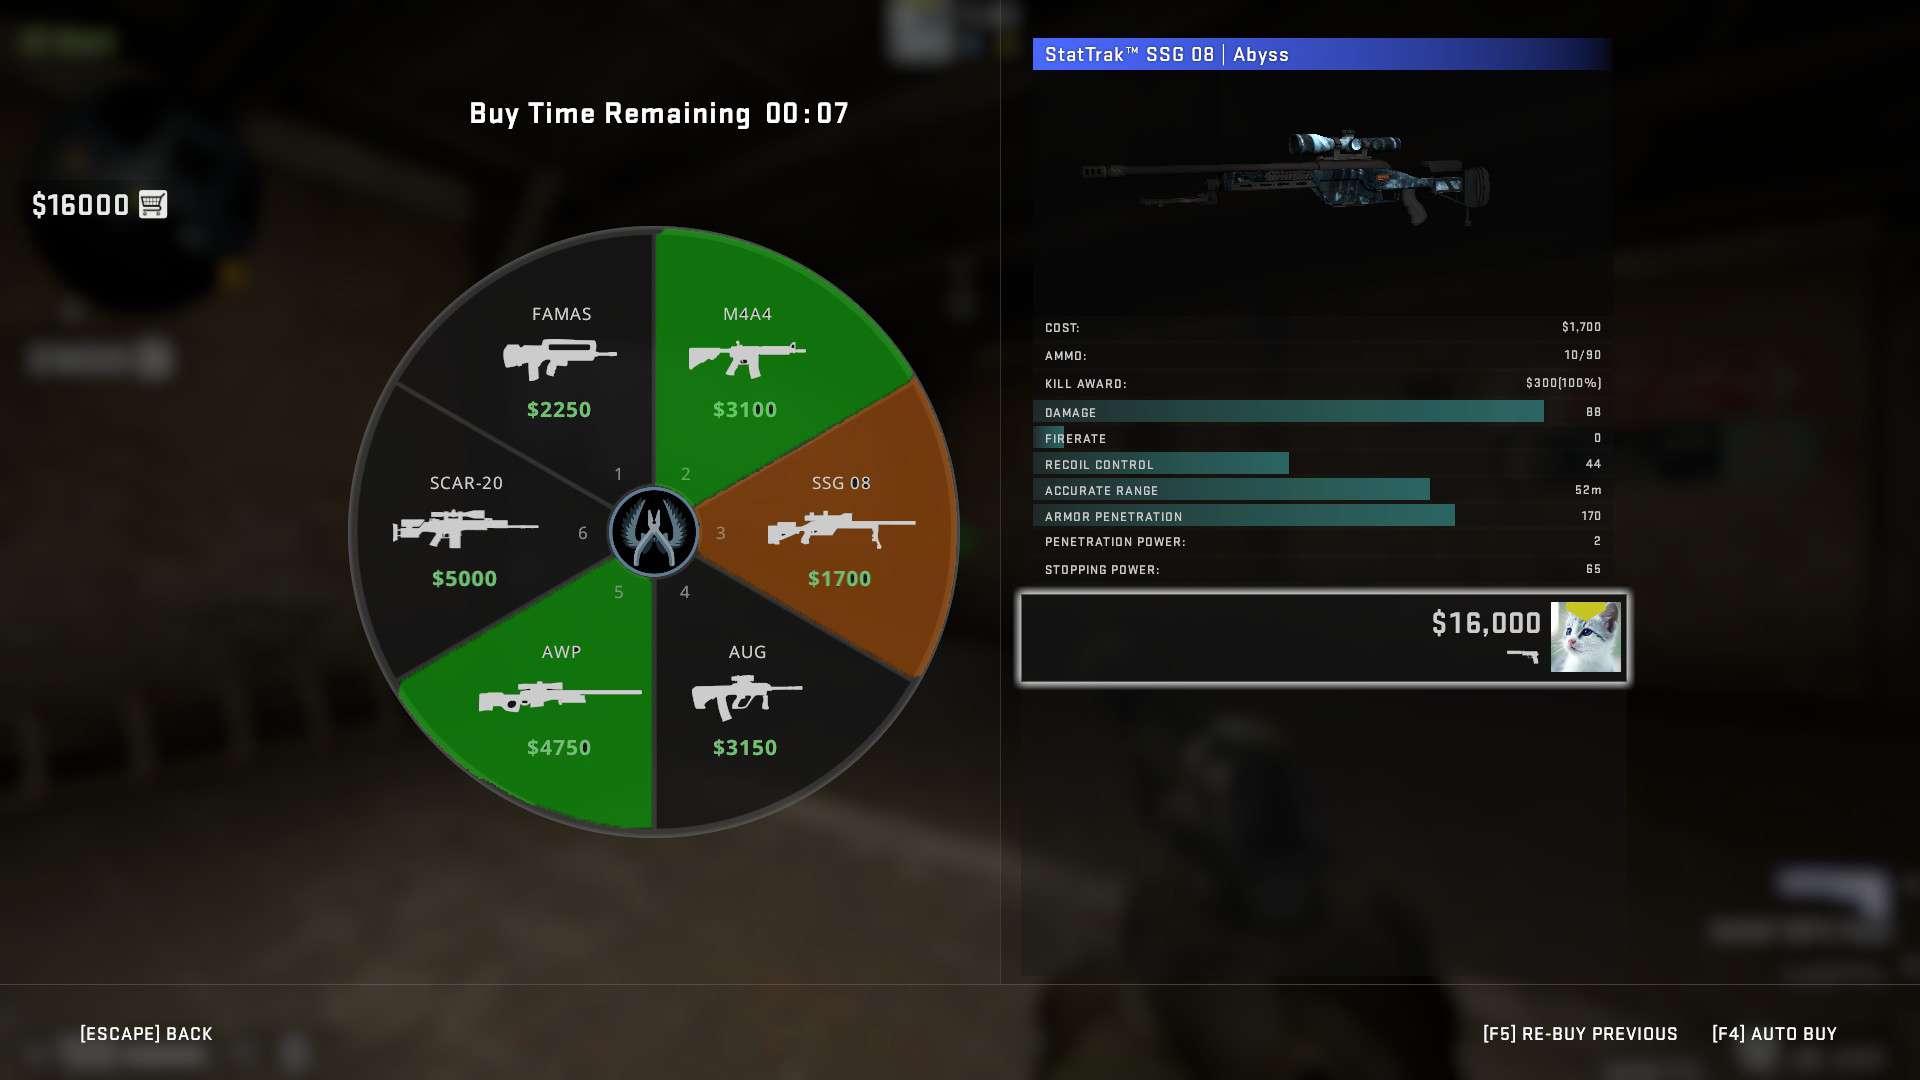 StatTrak™ SSG 08 | Abyss
Buy Time Remaining 00:07
$16000
FAMAS
$2250
1
M4A4
$3100
2
SCAR-20
$5000
6
SSG 08
$1700
3
AWP
$4750
5
AUG
$3150
4
COST: $1,700
AMMO: 10/90
KILL AWARD: $300(100%)
DAMAGE 88
FIRERATE 0
RECOIL CONTROL 44
ACCURATE RANGE 52m
ARMOR PENETRATION 170
PENETRATION POWER: 2
STOPPING POWER: 65
$16,000
[ESCAPE] BACK
[F5] RE-BUY PREVIOUS
[F4] AUTO BUY